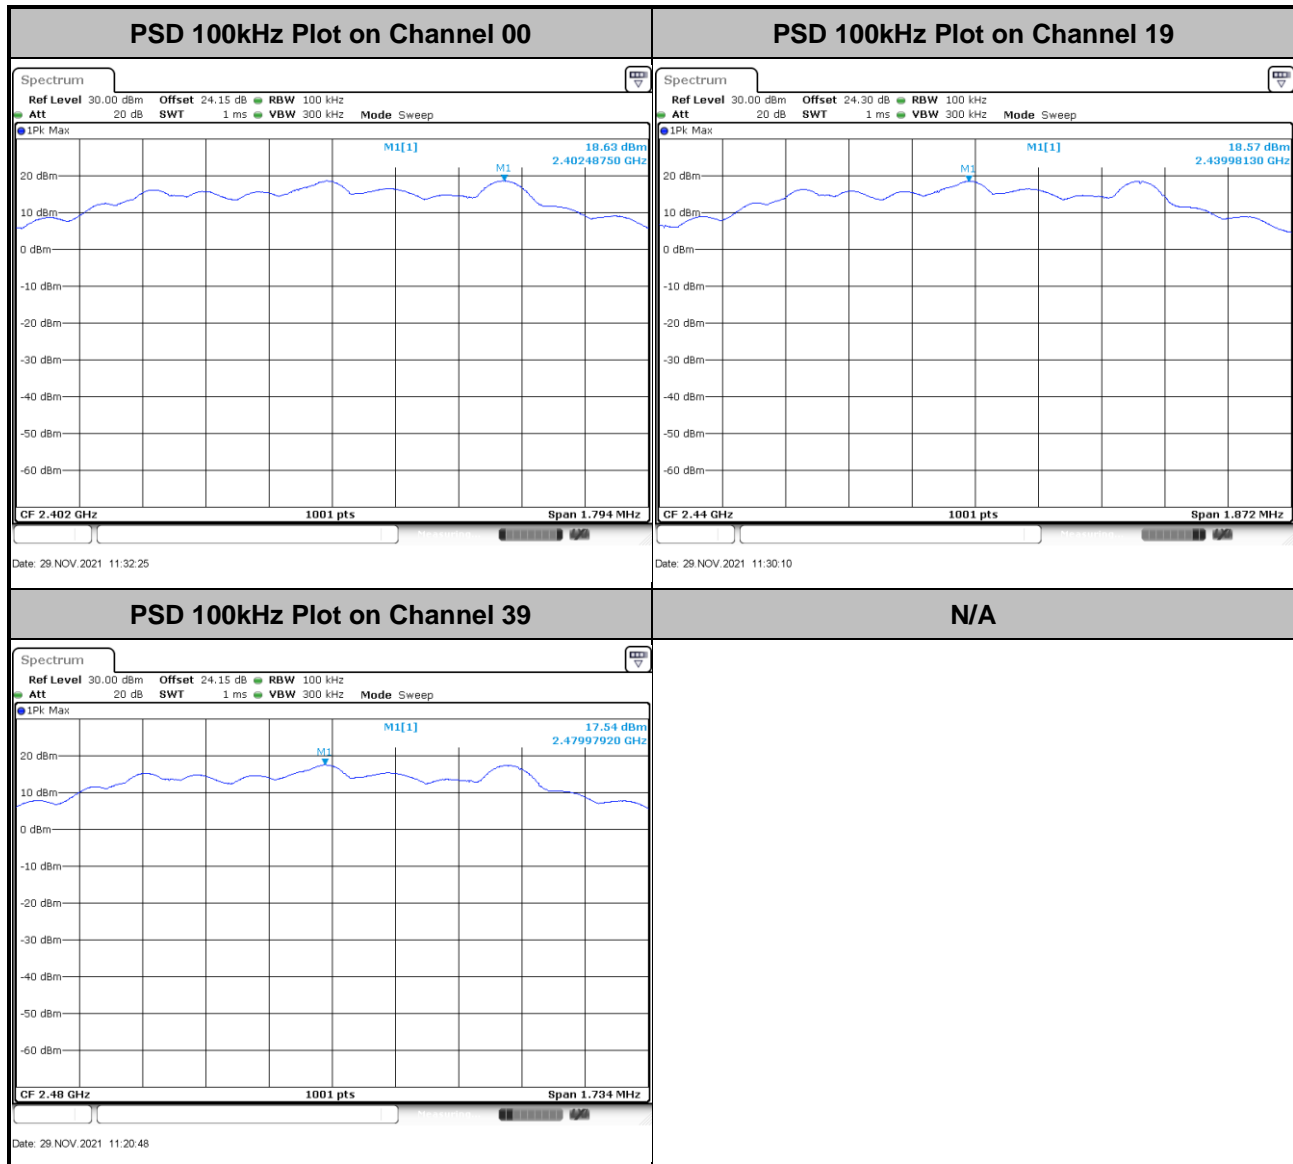 PSD 100kHz Plot on Channel 00
Spectrum
Ref Level 30.00 dBm Offset 24.15 dB RBW 100 kHz
Att 20 dB SWT 1 ms VBW 300 kHz Mode Sweep
1Pk Max
M1[1] 18.63 dBm
2.40248750 GHz
M1
20 dBm
10 dBm
0 dBm
-10 dBm
-20 dBm
-30 dBm
-40 dBm
-50 dBm
-60 dBm
CF 2.402 GHz 1001 pts Span 1.794 MHz
Measuring
Date: 29.NOV.2021 11:32:25
PSD 100kHz Plot on Channel 19
Spectrum
Ref Level 30.00 dBm Offset 24.30 dB RBW 100 kHz
Att 20 dB SWT 1 ms VBW 300 kHz Mode Sweep
1Pk Max
M1[1] 18.57 dBm
2.43998130 GHz
M1
20 dBm
10 dBm
0 dBm
-10 dBm
-20 dBm
-30 dBm
-40 dBm
-50 dBm
-60 dBm
CF 2.44 GHz 1001 pts Span 1.872 MHz
Measuring
Date: 29.NOV.2021 11:30:10
PSD 100kHz Plot on Channel 39
Spectrum
Ref Level 30.00 dBm Offset 24.15 dB RBW 100 kHz
Att 20 dB SWT 1 ms VBW 300 kHz Mode Sweep
1Pk Max
M1[1] 17.54 dBm
2.47997920 GHz
M1
20 dBm
10 dBm
0 dBm
-10 dBm
-20 dBm
-30 dBm
-40 dBm
-50 dBm
-60 dBm
CF 2.48 GHz 1001 pts Span 1.734 MHz
Measuring
Date: 29.NOV.2021 11:20:48
N/A